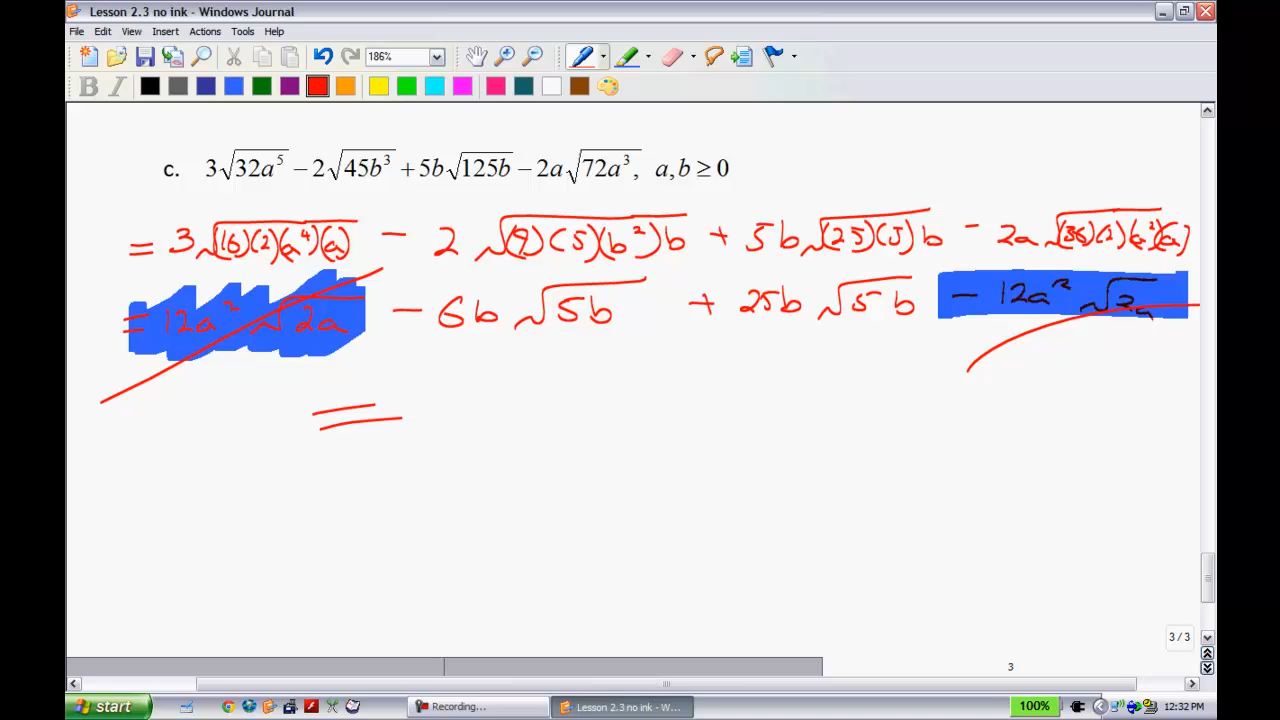 Lesson 2.3 no ink - Windows Journal
File Edit View Insert Actions Tools Help
186%
B I
c. 3√32a⁵ − 2√45b³ + 5b√125b − 2a√72a³, a,b ≥ 0
= 3√(16)(2)(a⁴)(a) − 2√(9)(5)(b²)b + 5b√(25)(5)b − 2a√(36)(2)(a²)(a)
= 12a²√2a − 6b√5b + 25b√5b − 12a²√2a
=
3 / 3
3
start Recording... Lesson 2.3 no ink - W... 100% 12:32 PM